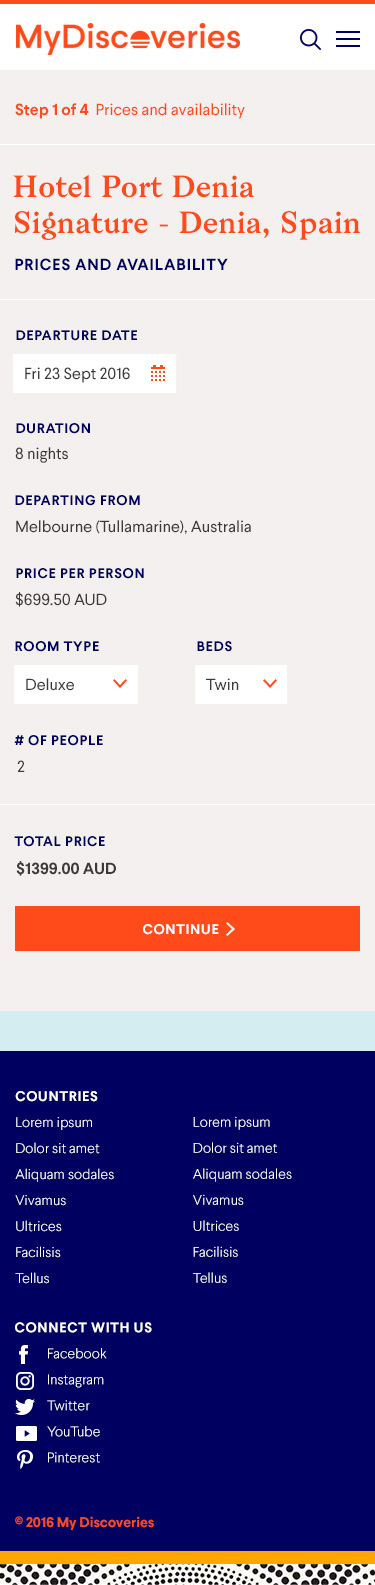 MyDiscoveries
Step 1 of 4 Prices and availability
Hotel Port Denia
Signature - Denia, Spain
PRICES AND AVAILABILITY
DEPARTURE DATE
Fri 23 Sept 2016
DURATION
8 nights
DEPARTING FROM
Melbourne (Tullamarine), Australia
PRICE PER PERSON
$699.50 AUD
ROOM TYPE BEDS
Deluxe Twin
# OF PEOPLE
2
TOTAL PRICE
$1399.00 AUD
CONTINUE
COUNTRIES
Lorem ipsum Lorem ipsum
Dolor sit amet Dolor sit amet
Aliquam sodales Aliquam sodales
Vivamus Vivamus
Ultrices Ultrices
Facilisis Facilisis
Tellus Tellus
CONNECT WITH US
Facebook
Instagram
Twitter
YouTube
Pinterest
© 2016 My Discoveries